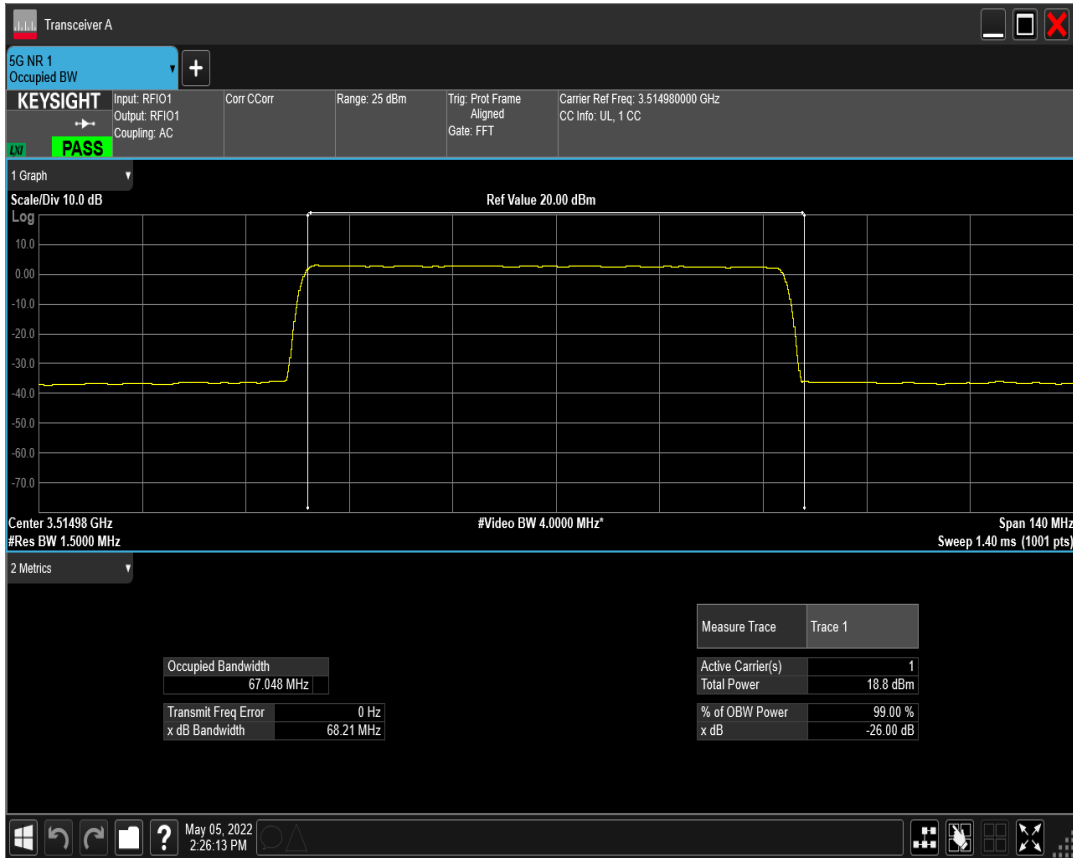 Transceiver A
5G NR 1
Occupied BW
KEYSIGHT
LXI
PASS
Input: RFIO1
Output: RFIO1
Coupling: AC
Corr CCorr
Range: 25 dBm
Trig: Prot Frame
Aligned
Gate: FFT
Carrier Ref Freq: 3.514980000 GHz
CC Info: UL, 1 CC
1 Graph
Scale/Div 10.0 dB
Ref Value 20.00 dBm
Log
10.0
0.00
-10.0
-20.0
-30.0
-40.0
-50.0
-60.0
-70.0
Center 3.51498 GHz
#Video BW 4.0000 MHz*
Span 140 MHz
#Res BW 1.5000 MHz
Sweep 1.40 ms (1001 pts)
2 Metrics
Measure Trace Trace 1
Occupied Bandwidth
67.048 MHz
Transmit Freq Error 0 Hz
x dB Bandwidth 68.21 MHz
Active Carrier(s) 1
Total Power 18.8 dBm
% of OBW Power 99.00 %
x dB -26.00 dB
?
May 05, 2022
2:26:13 PM